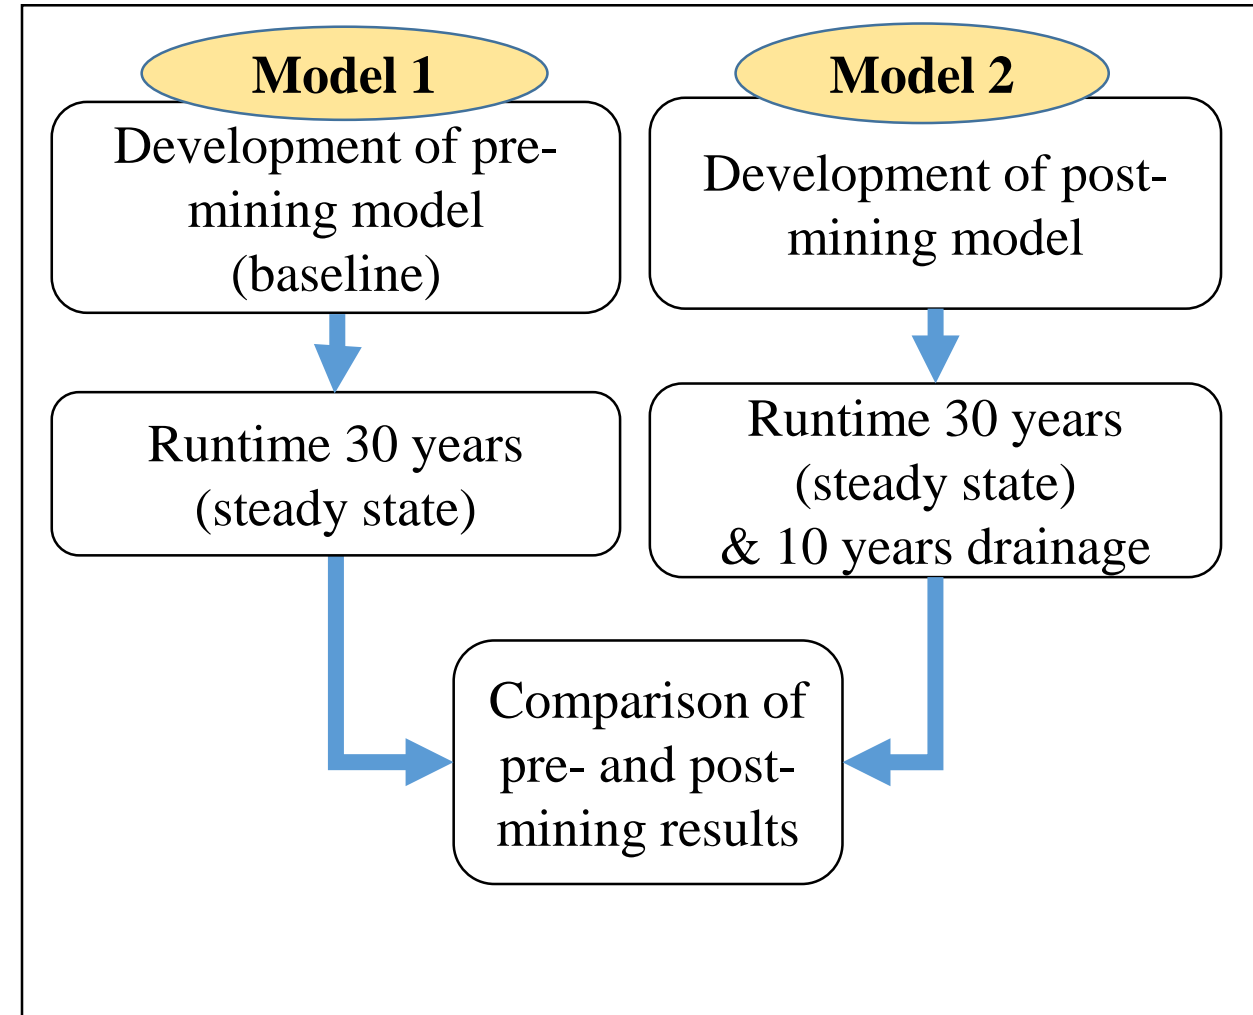 Model 1
Development of pre-
mining model
(baseline)
Runtime 30 years
(steady state)
Model 2
Development of post-
mining model
Runtime 30 years
(steady state)
& 10 years drainage
Comparison of
pre- and post-
mining results